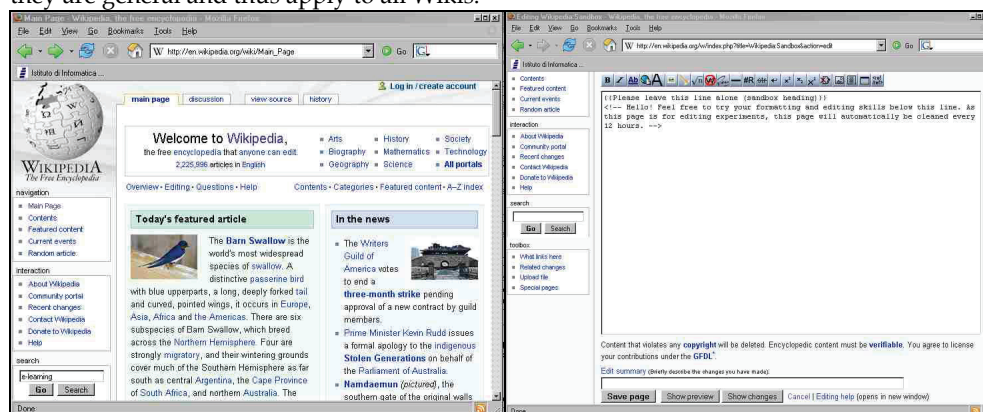 they are general and thus apply to all Wikis.
Main Page - Wikipedia, the free encyclopedia - Mozilla Firefox
File Edit View Go Bookmarks Tools Help
http://en.wikipedia.org/wiki/Main_Page Go
Istituto di Informatica ...
Log in / create account
main page discussion view source history
Welcome to Wikipedia,
the free encyclopedia that anyone can edit.
2,225,996 articles in English
Arts History Society
Biography Mathematics Technology
Geography Science All portals
Overview · Editing · Questions · Help
Contents · Categories · Featured content · A–Z index
WIKIPEDIA
The Free Encyclopedia
navigation
Main Page
Contents
Featured content
Current events
Random article
interaction
About Wikipedia
Community portal
Recent changes
Contact Wikipedia
Donate to Wikipedia
Help
search
e-learning
Go Search
Today's featured article
The Barn Swallow is the
world's most widespread
species of swallow. A
distinctive passerine bird
with blue upperparts, a long, deeply forked tail
and curved, pointed wings, it occurs in Europe,
Asia, Africa and the Americas. There are six
subspecies of Barn Swallow, which breed
across the Northern Hemisphere. Four are
strongly migratory, and their wintering grounds
cover much of the Southern Hemisphere as far
south as central Argentina, the Cape Province
of South Africa, and northern Australia. The
In the news
The Writers
Guild of
America votes
to end a
three-month strike pending
approval of a new contract by guild
members.
Prime Minister Kevin Rudd issues
a formal apology to the indigenous
Stolen Generations on behalf of
the Parliament of Australia.
Namdaemun (pictured), the
southern gate of the original walls
Done
Editing Wikipedia:Sandbox - Wikipedia, the free encyclopedia - Mozilla Firefox
File Edit View Go Bookmarks Tools Help
http://en.wikipedia.org/w/index.php?title=Wikipedia:Sandbox&action=edit Go
Istituto di Informatica ...
Contents
Featured content
Current events
Random article
interaction
About Wikipedia
Community portal
Recent changes
Contact Wikipedia
Donate to Wikipedia
Help
search
Go Search
toolbox
What links here
Related changes
Upload file
Special pages
B I Ab A #R
{{Please leave this line alone (sandbox heading)}}
<!-- Hello! Feel free to try your formatting and editing skills below this line. As
this page is for editing experiments, this page will automatically be cleaned every
12 hours. -->
Content that violates any copyright will be deleted. Encyclopedic content must be verifiable. You agree to license
your contributions under the GFDL*.
Edit summary (Briefly describe the changes you have made):
Save page Show preview Show changes Cancel | Editing help (opens in new window)
Done